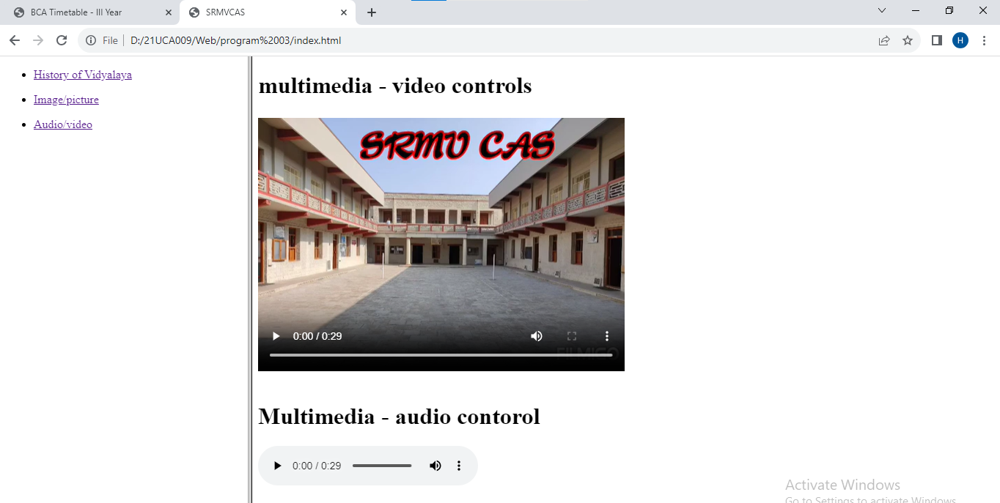 BCA Timetable - III Year
SRMVCAS
File
D:/21UCA009/Web/program%2003/index.html
H
History of Vidyalaya
Image/picture
Audio/video
multimedia - video controls
SRMV CAS
0:00 / 0:29
FILMIGO
Multimedia - audio contorol
0:00 / 0:29
Activate Windows
Go to Settings to activate Windows.